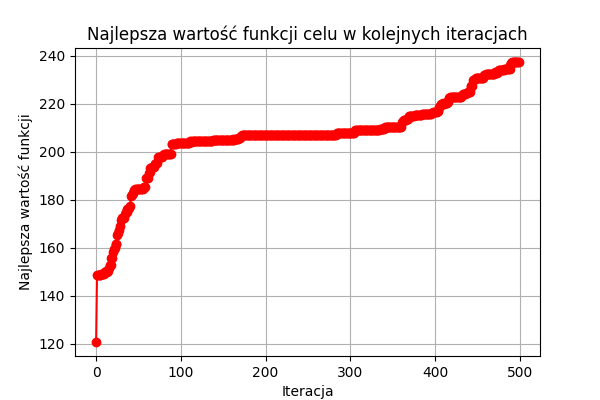 Najlepsza wartość funkcji celu w kolejnych iteracjach
Najlepsza wartość funkcji
240
220
200
180
160
140
120
0 100 200 300 400 500
Iteracja